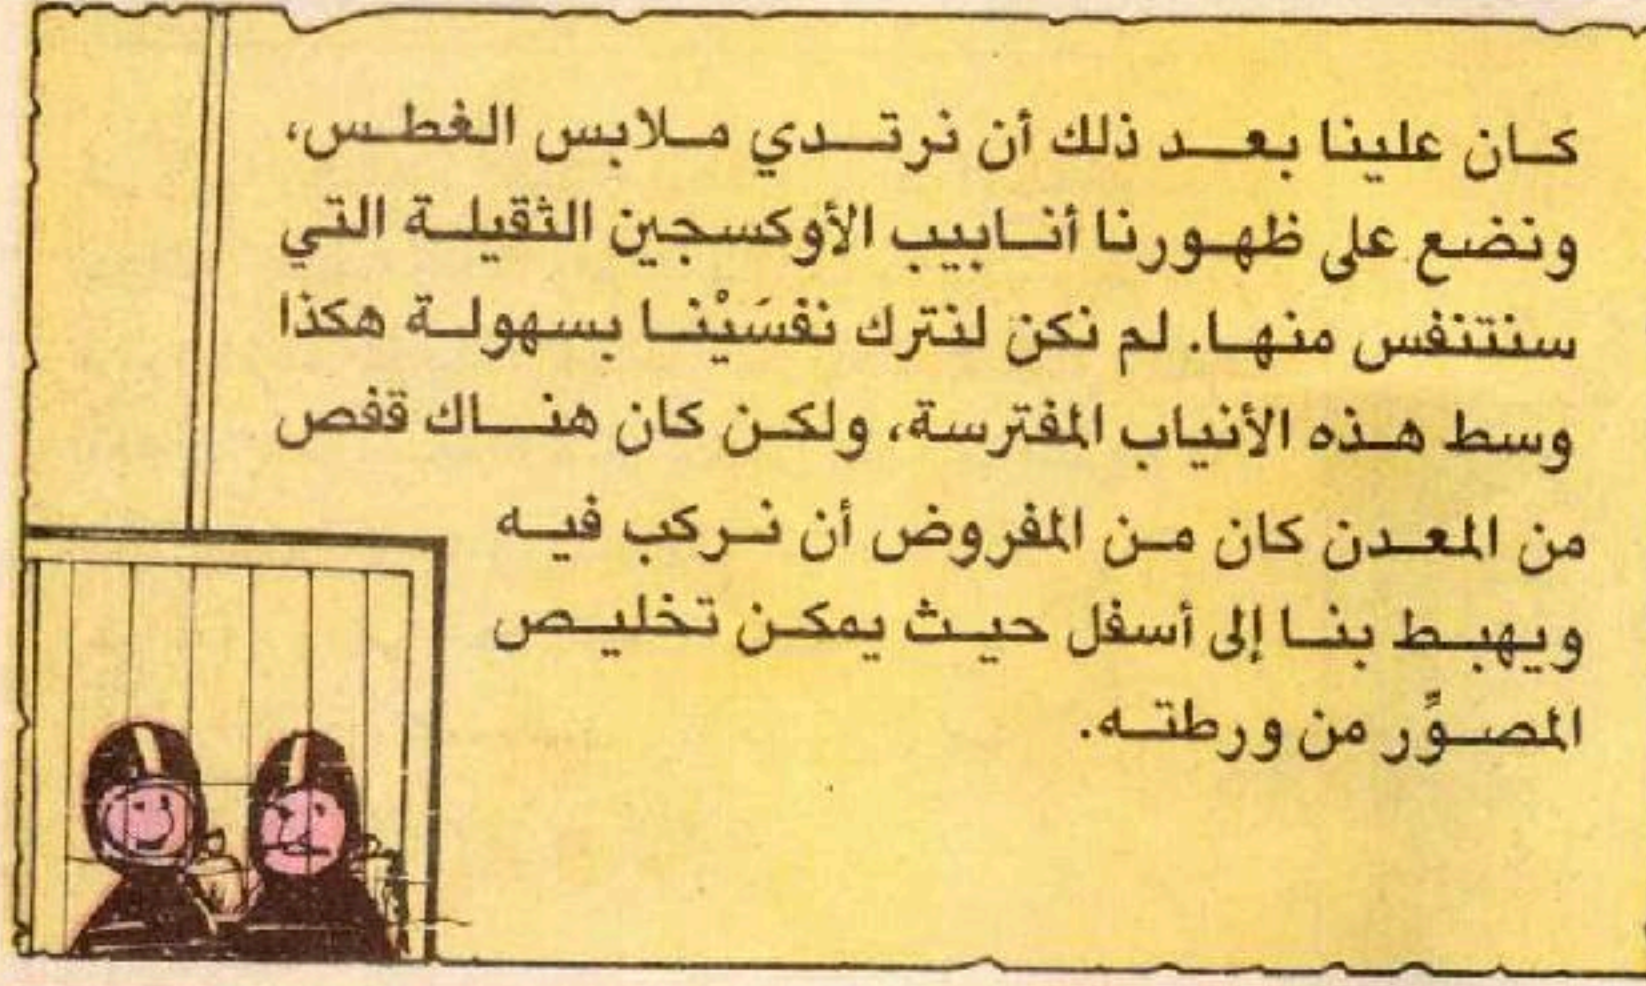 كان علينا بعد ذلك أن نرتدي ملابس الغطس،
ونضع على ظهورنا أنابيب الأوكسجين الثقيلة التي
سنتنفس منها. لم نكن لنترك نفسَيْنا بسهولة هكذا
وسط هذه الأنياب المفترسة، ولكن كان هناك قفص
من المعدن كان من المفروض أن نركب فيه
ويهبط بنا إلى أسفل حيث يمكن تخليص
المصوِّر من ورطته.